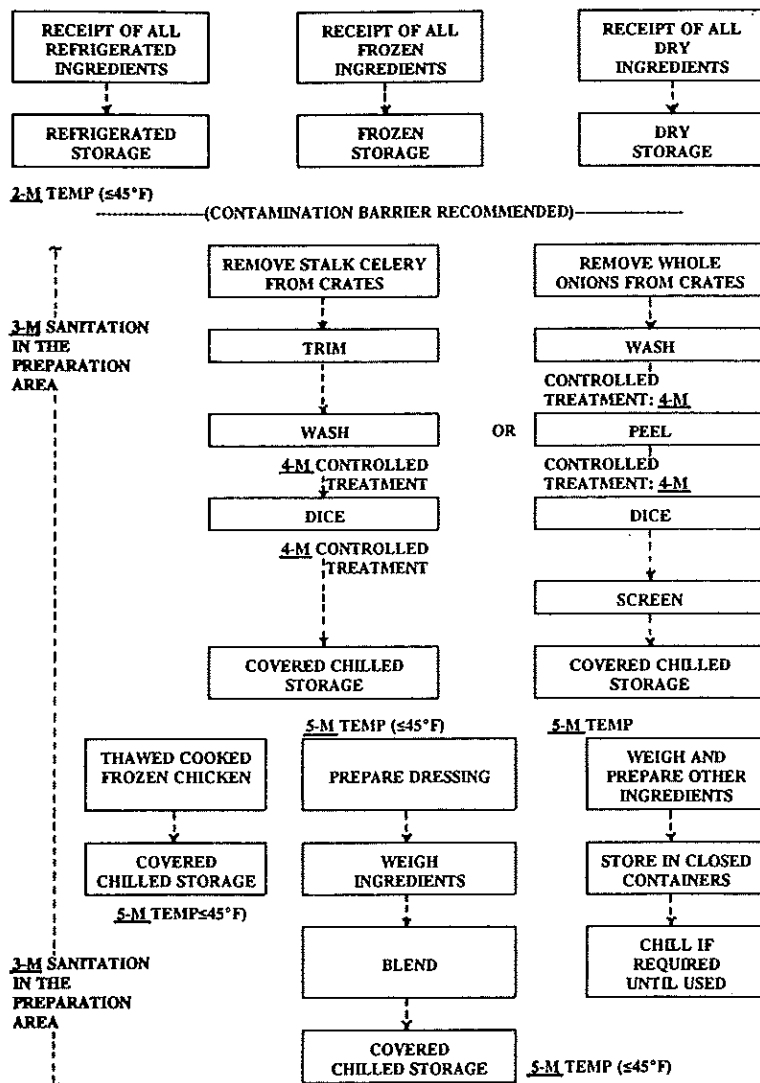 RECEIPT OF ALL
REFRIGERATED
INGREDIENTS
RECEIPT OF ALL
FROZEN
INGREDIENTS
RECEIPT OF ALL
DRY
INGREDIENTS
REFRIGERATED
STORAGE
FROZEN
STORAGE
DRY
STORAGE
2-M TEMP (≤45°F)
(CONTAMINATION BARRIER RECOMMENDED)
3-M SANITATION
IN THE
PREPARATION
AREA
REMOVE STALK CELERY
FROM CRATES
TRIM
WASH
4-M CONTROLLED
TREATMENT
DICE
4-M CONTROLLED
TREATMENT
COVERED CHILLED
STORAGE
5-M TEMP (≤45°F)
OR
REMOVE WHOLE
ONIONS FROM CRATES
WASH
CONTROLLED
TREATMENT: 4-M
PEEL
CONTROLLED
TREATMENT: 4-M
DICE
SCREEN
COVERED CHILLED
STORAGE
5-M TEMP
THAWED COOKED
FROZEN CHICKEN
COVERED
CHILLED STORAGE
5-M TEMP≤45°F)
PREPARE DRESSING
WEIGH
INGREDIENTS
BLEND
COVERED
CHILLED STORAGE
5-M TEMP (≤45°F)
WEIGH AND
PREPARE OTHER
INGREDIENTS
STORE IN CLOSED
CONTAINERS
CHILL IF
REQUIRED
UNTIL USED
3-M SANITATION
IN THE
PREPARATION
AREA